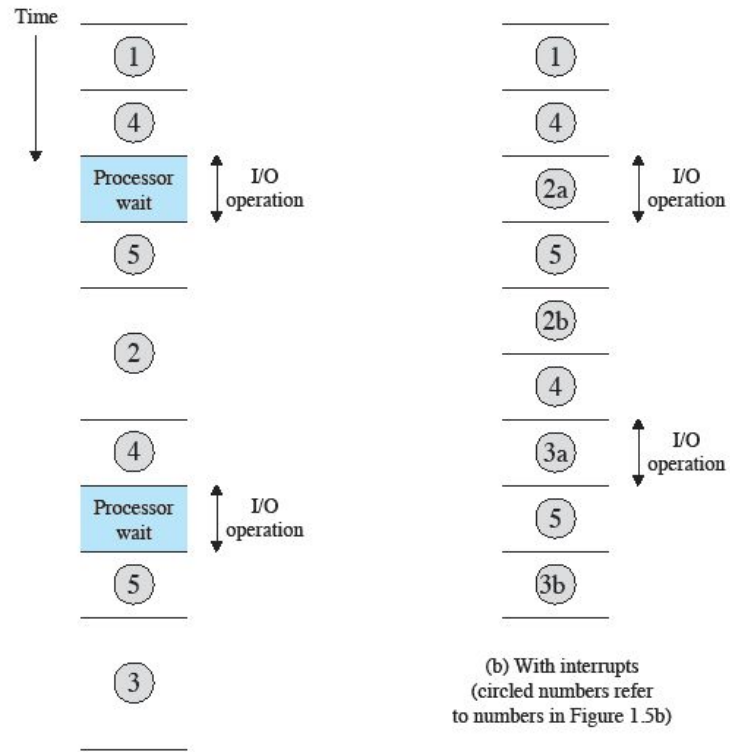 Time
1
4
Processor
wait
I/O
operation
5
2
4
Processor
wait
I/O
operation
5
3
1
4
2a
I/O
operation
5
2b
4
3a
I/O
operation
5
3b
(b) With interrupts
(circled numbers refer
to numbers in Figure 1.5b)